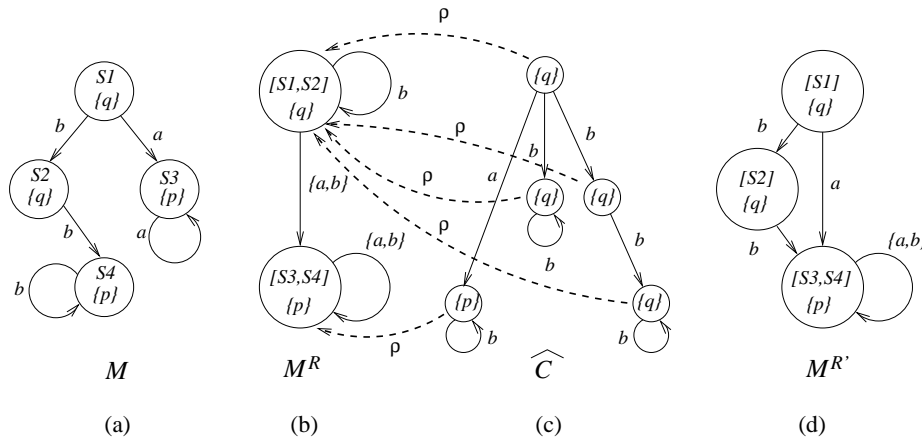 S1
{q}
b
a
S2
{q}
S3
{p}
b
a
S4
{p}
b
M
(a)
[S1,S2]
{q}
b
{a,b}
[S3,S4]
{p}
{a,b}
M^R
(b)
ρ
ρ
ρ
ρ
ρ
{q}
a
b
b
{q}
b
{q}
b
{p}
b
{q}
b
Ĉ
(c)
[S1]
{q}
b
a
[S2]
{q}
b
[S3,S4]
{p}
{a,b}
M^R'
(d)